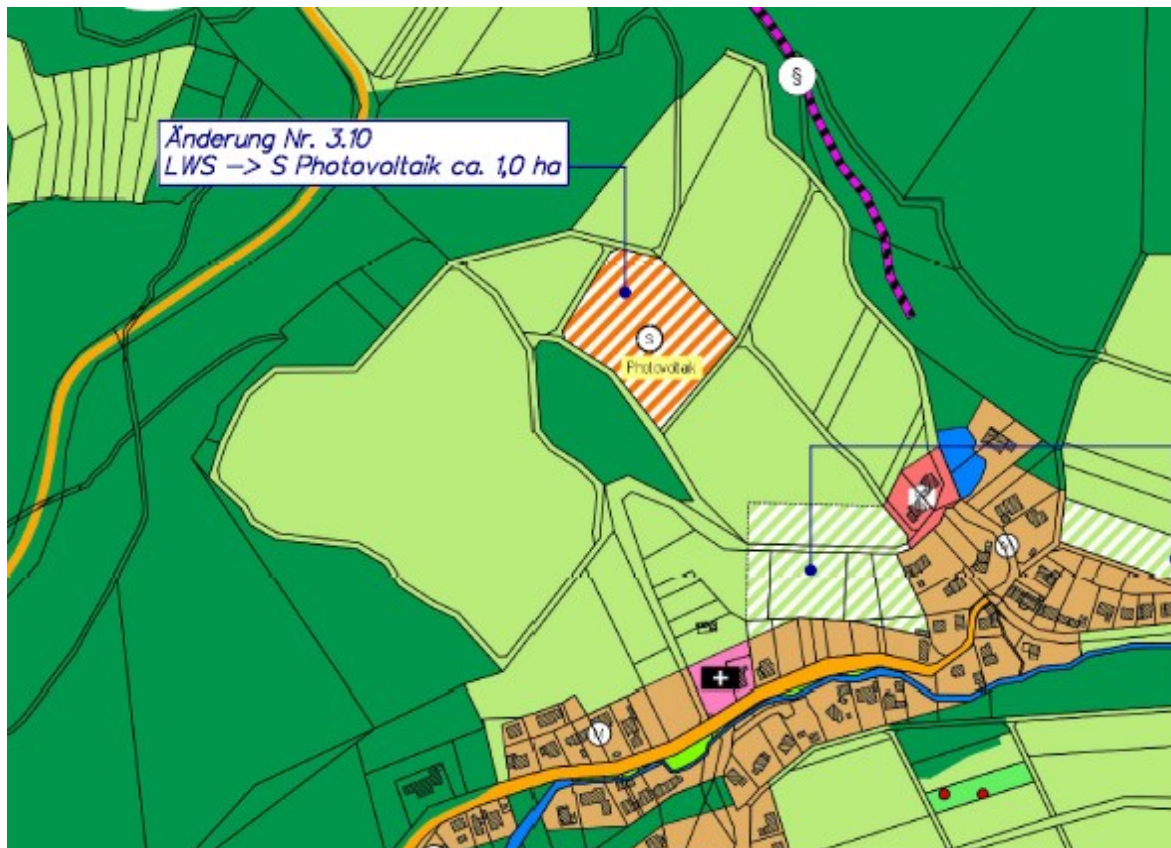 §
Änderung Nr. 3.10
LWS -> S Photovoltaik ca. 1,0 ha
S
Photovoltaik
M